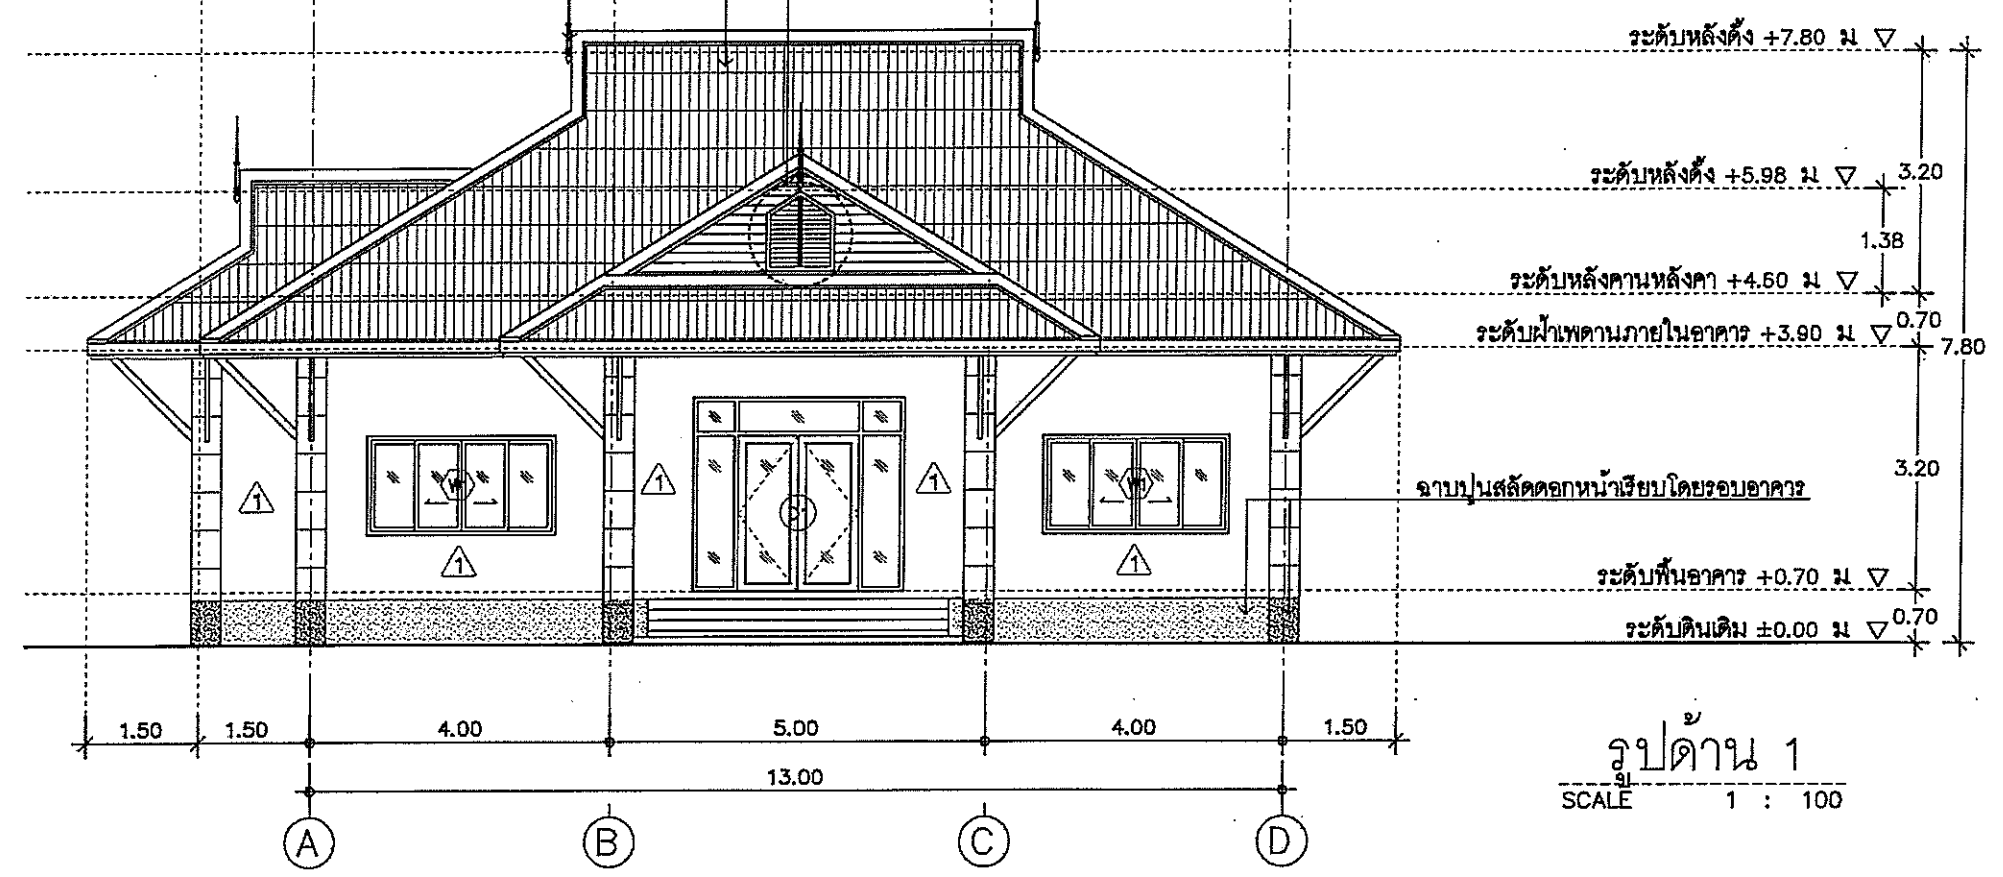 ระดับหลังดั้ง +7.80 ม
ระดับหลังดั้ง +5.98 ม
3.20
1.38
ระดับหลังคานหลังคา +4.60 ม
0.70
ระดับฝ้าเพดานภายในอาคาร +3.90 ม
7.80
1
1
1
1
1
W1
W1
D1
3.20
ฉาบปูนสลัดดอกหน้าเรียบโดยรอบอาคาร
ระดับพื้นอาคาร +0.70 ม
0.70
ระดับดินเดิม ±0.00 ม
1.50 1.50 4.00 5.00 4.00 1.50
13.00
A B C D
รูปด้าน 1
SCALE 1 : 100